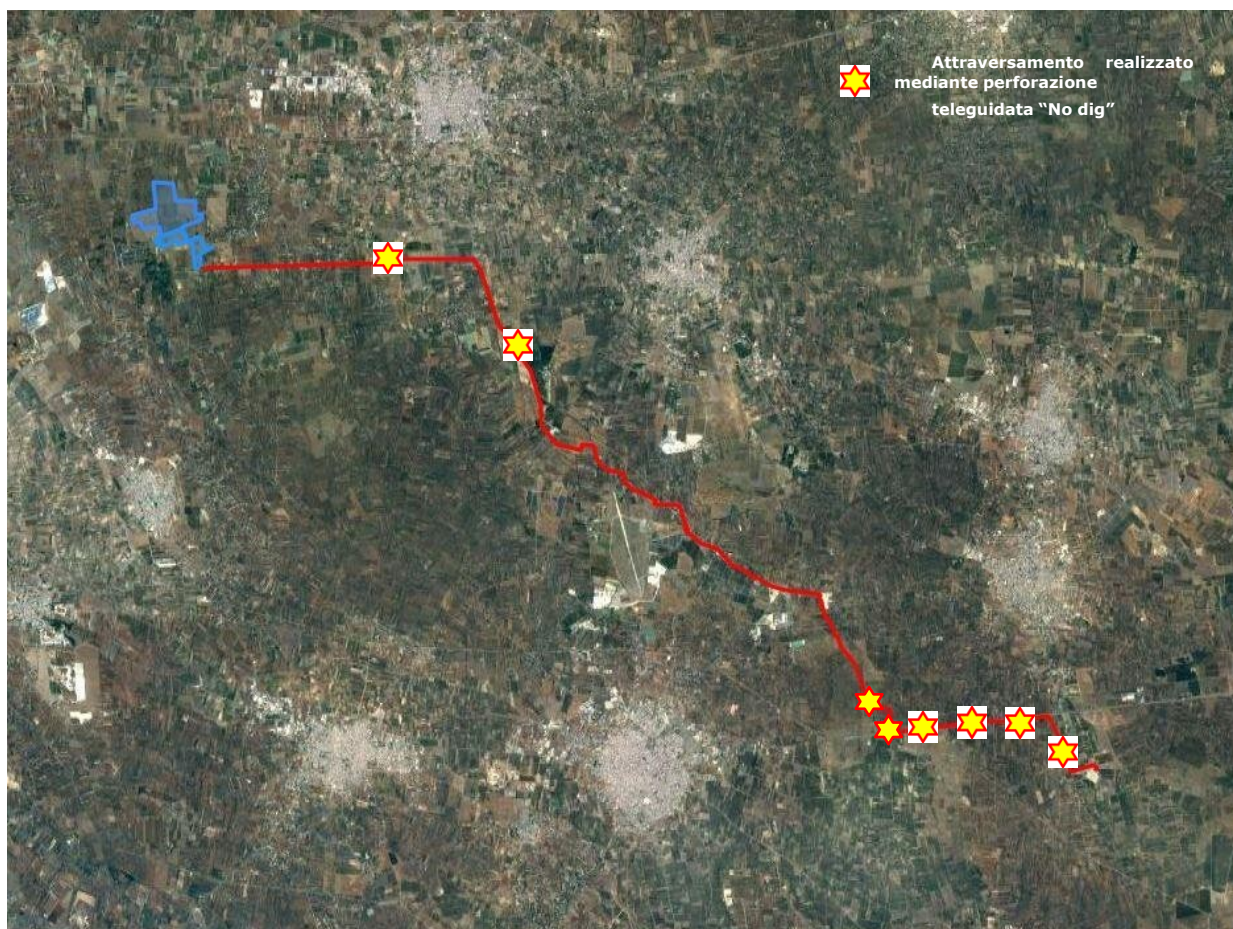 Attraversamento realizzato
mediante perforazione
teleguidata “No dig”